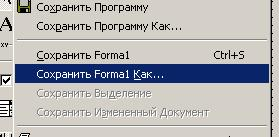 Сохранить Программу
Сохранить Программу Как...
Сохранить Forma1 Ctrl+S
Сохранить Forma1 Как...
Сохранить Выделение
Сохранить Измененный Документ